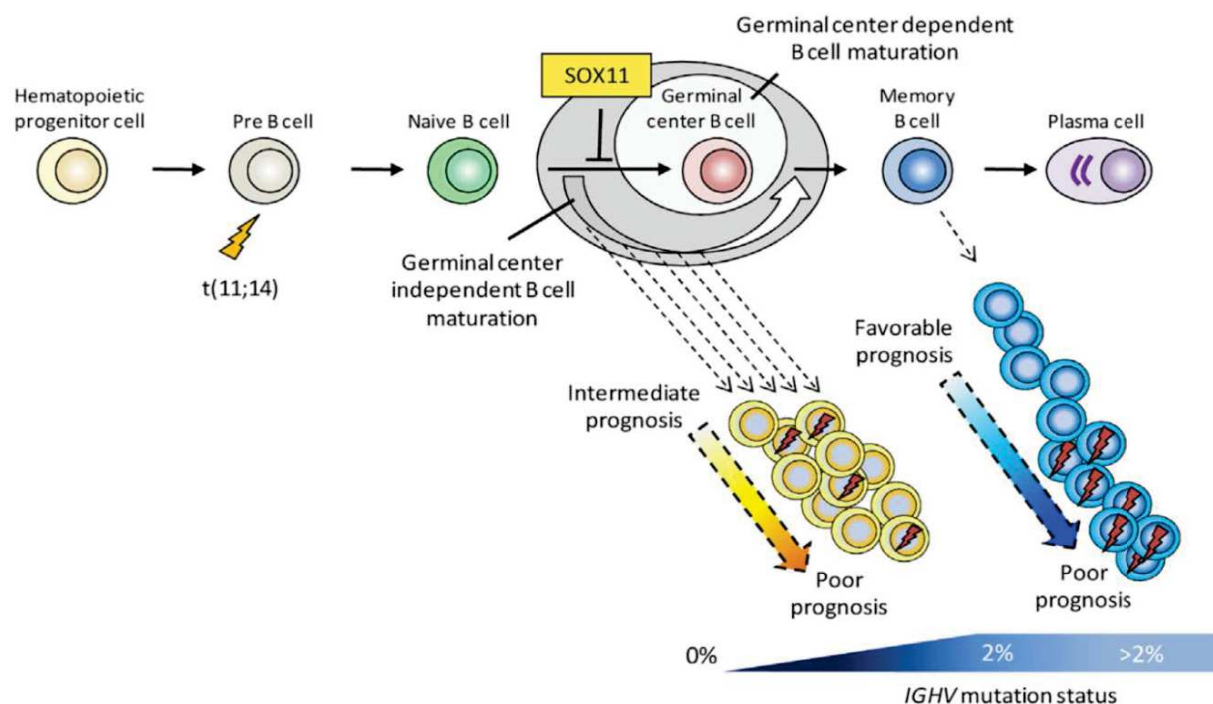 Germinal center dependent
B cell maturation
SOX11
Hematopoietic
progenitor cell
Pre B cell
Naive B cell
Germinal
center B cell
Memory
B cell
Plasma cell
t(11;14)
Germinal center
independent B cell
maturation
Favorable
prognosis
Intermediate
prognosis
Poor
prognosis
Poor
prognosis
0%
2%
>2%
IGHV mutation status